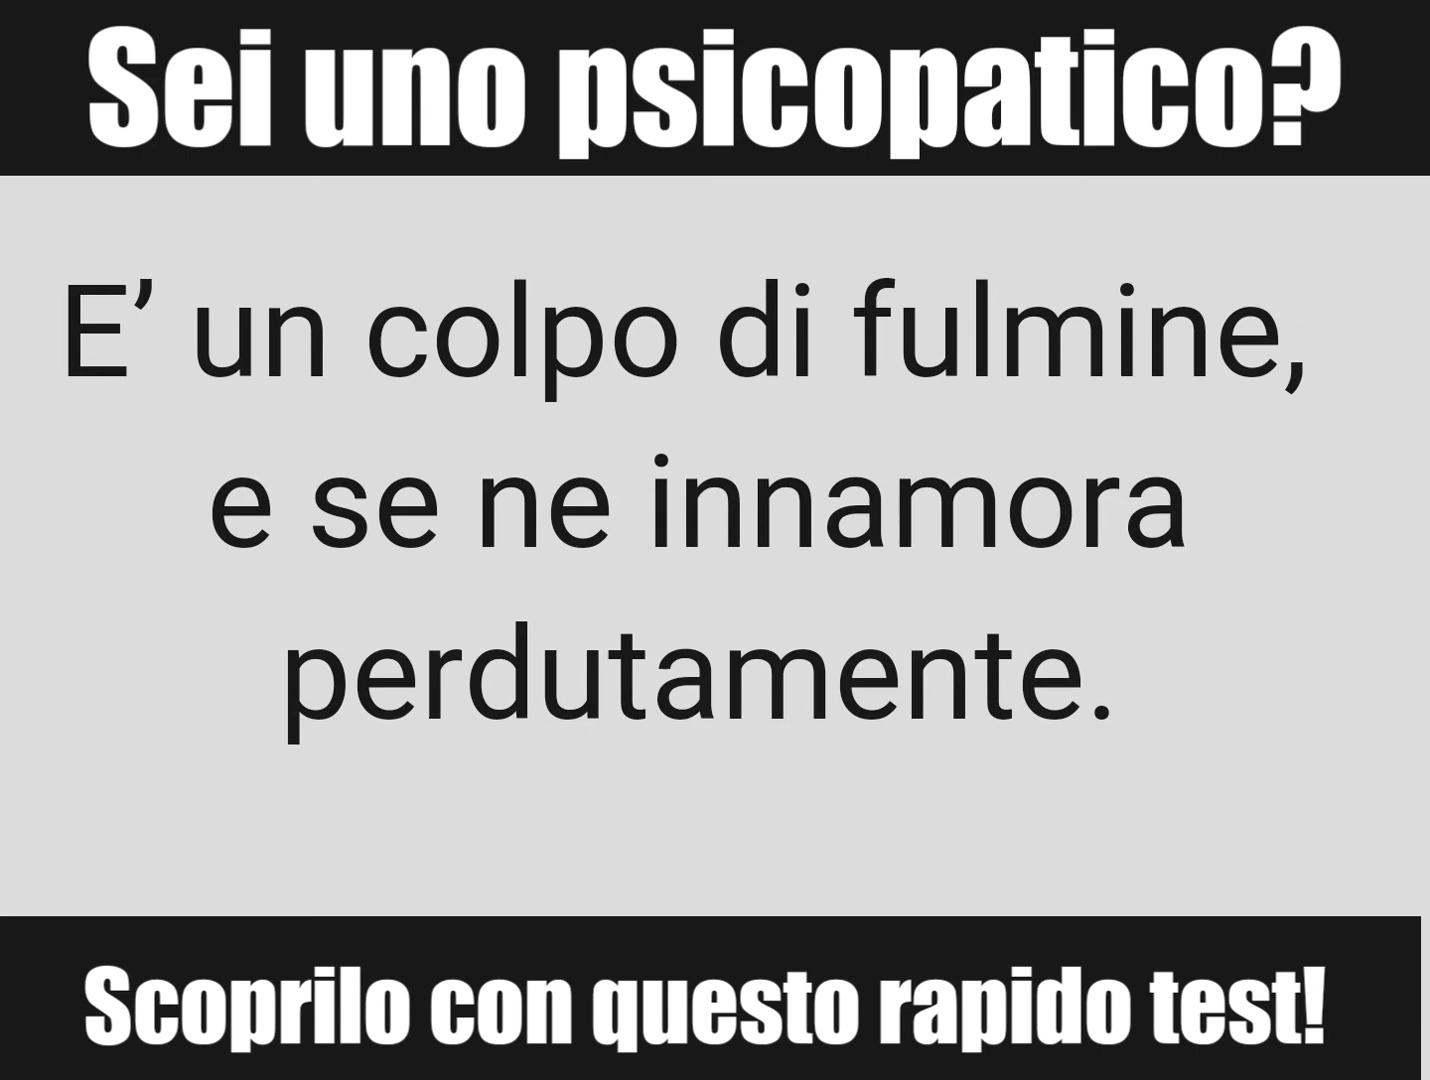 Sei uno psicopatico?
E’ un colpo di fulmine,
e se ne innamora
perdutamente.
Scoprilo con questo rapido test!